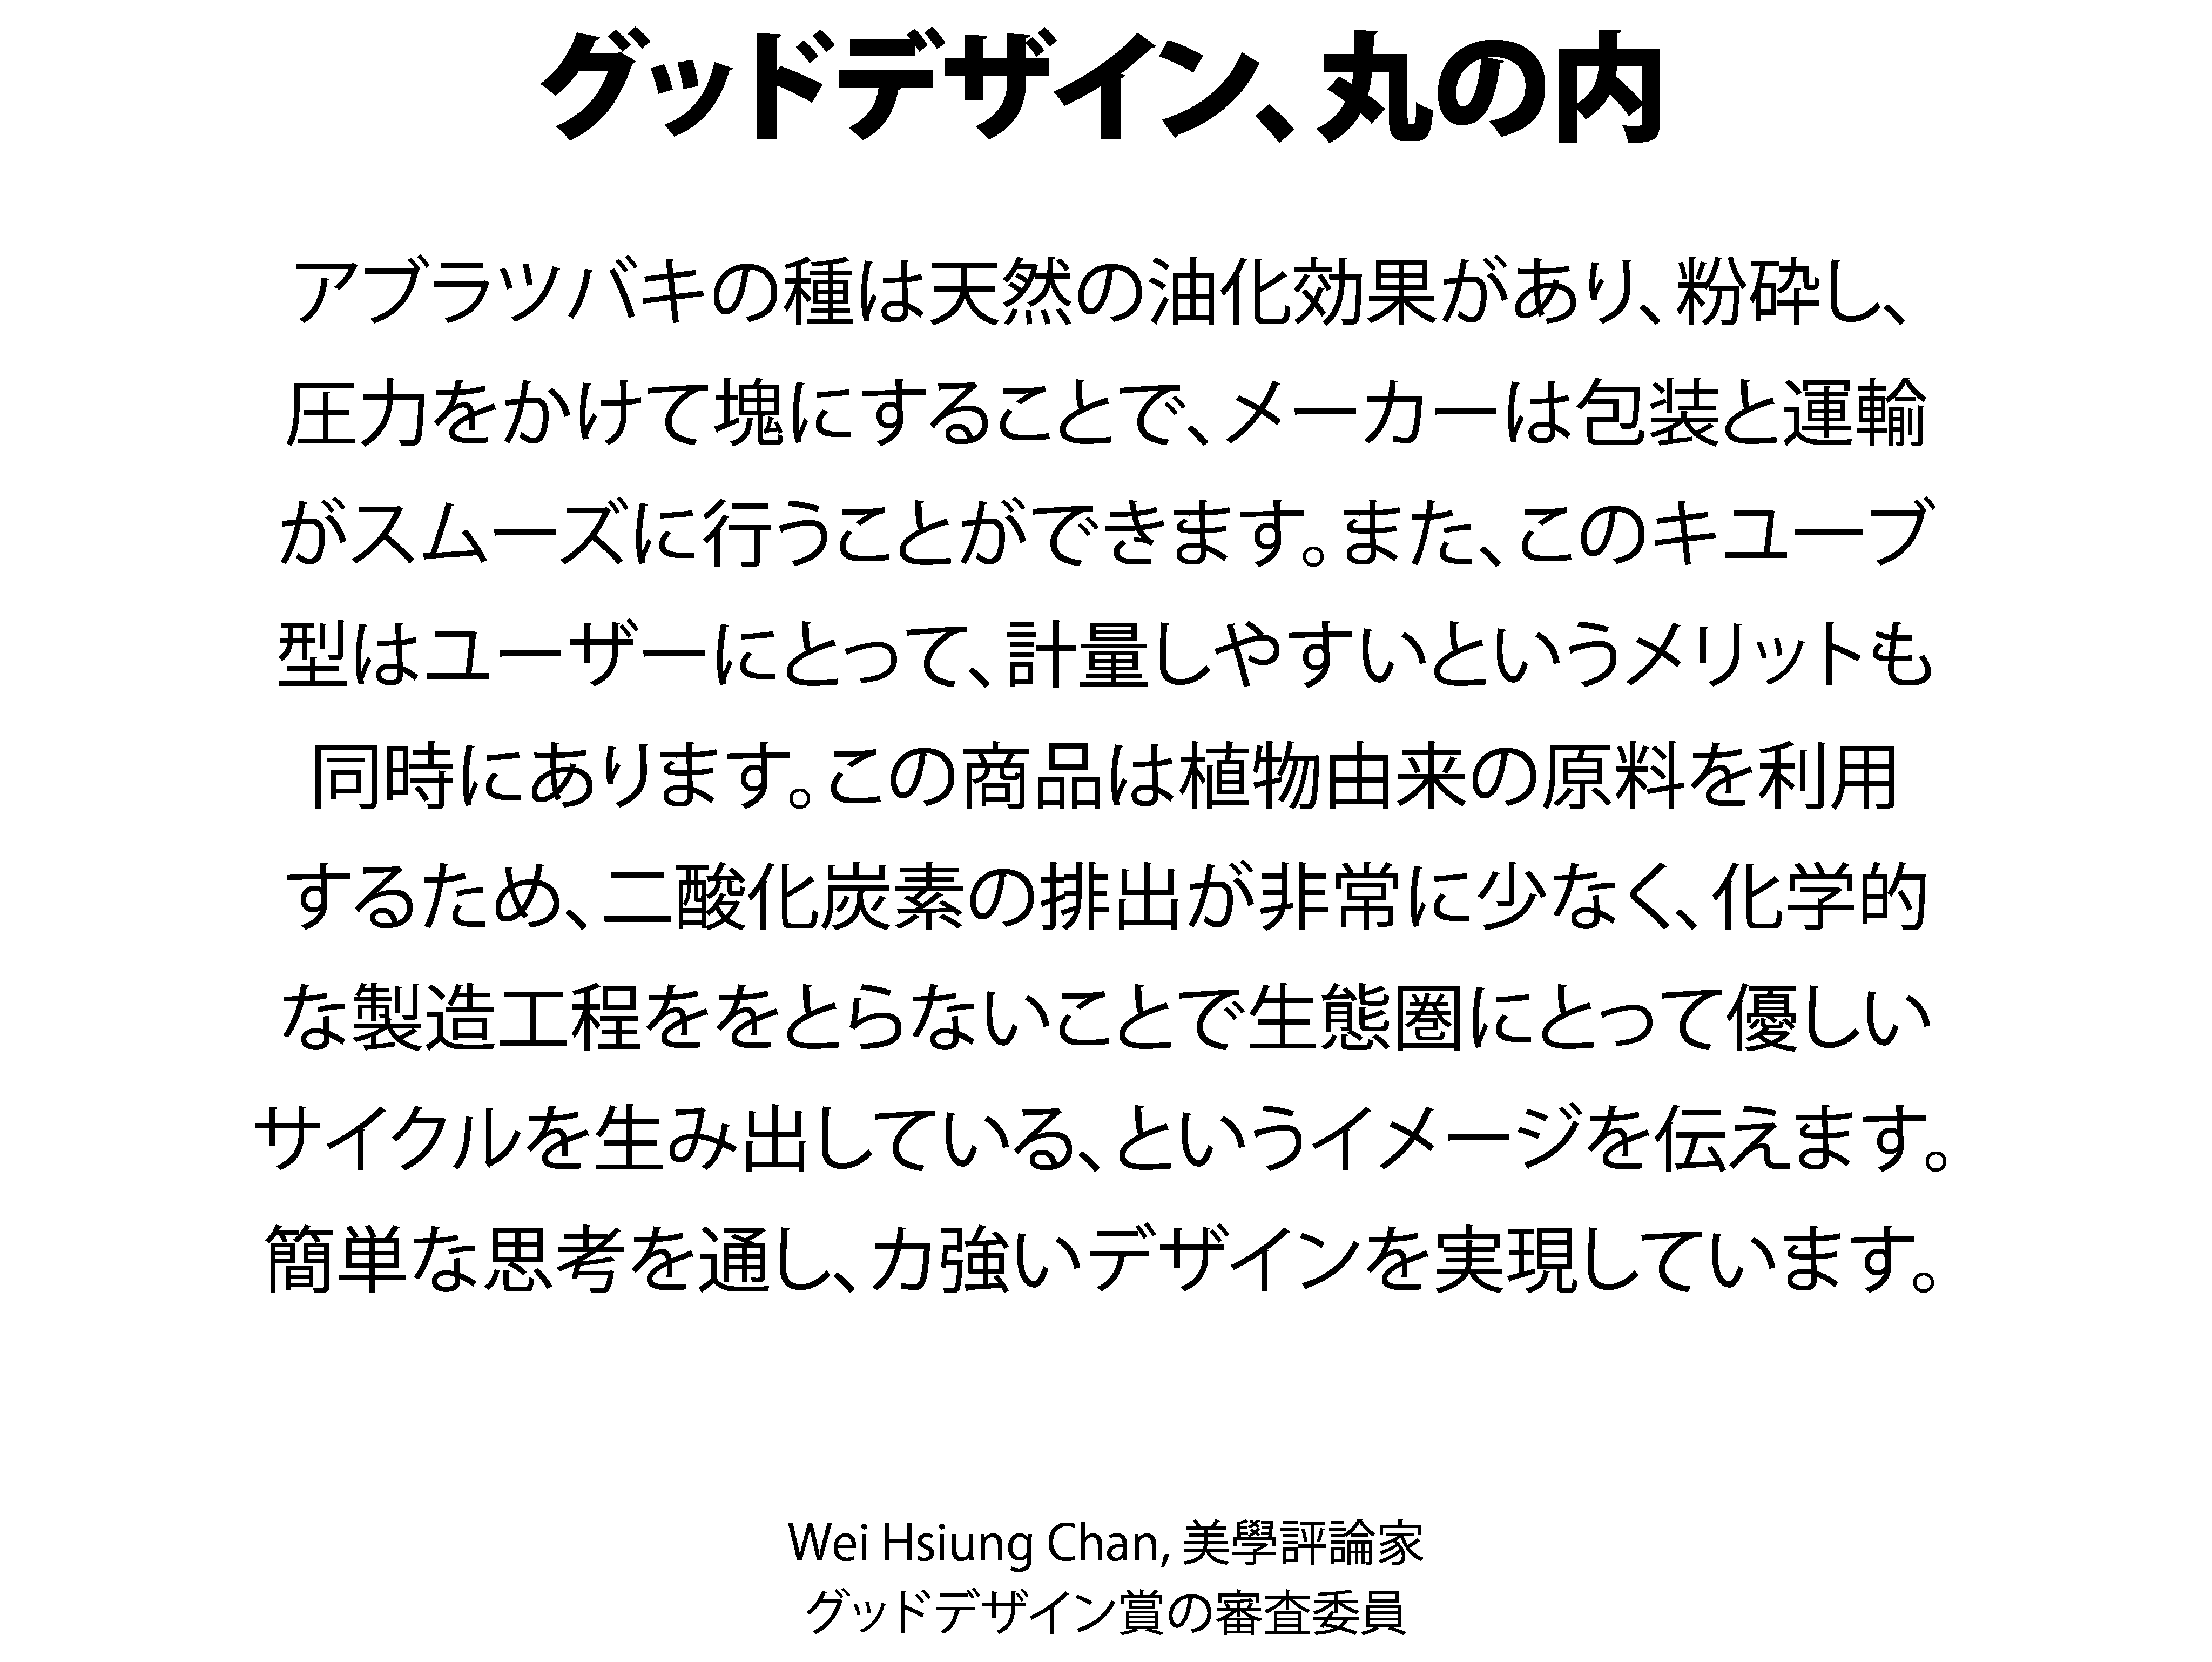 グッドデザイン、丸の内
アブラツバキの種は天然の油化効果があり、粉砕し、
圧力をかけて塊にすることで、メーカーは包装と運輸
がスムーズに行うことができます。また、このキユーブ
型はユーザーにとって、計量しやすいというメリットも
同時にあります。この商品は植物由来の原料を利用
するため、二酸化炭素の排出が非常に少なく、化学的
な製造工程ををとらないことで生態圏にとって優しい
サイクルを生み出している、というイメージを伝えます。
簡単な思考を通し、力強いデザインを実現しています。
Wei Hsiung Chan, 美學評論家
グッドデザイン賞の審査委員